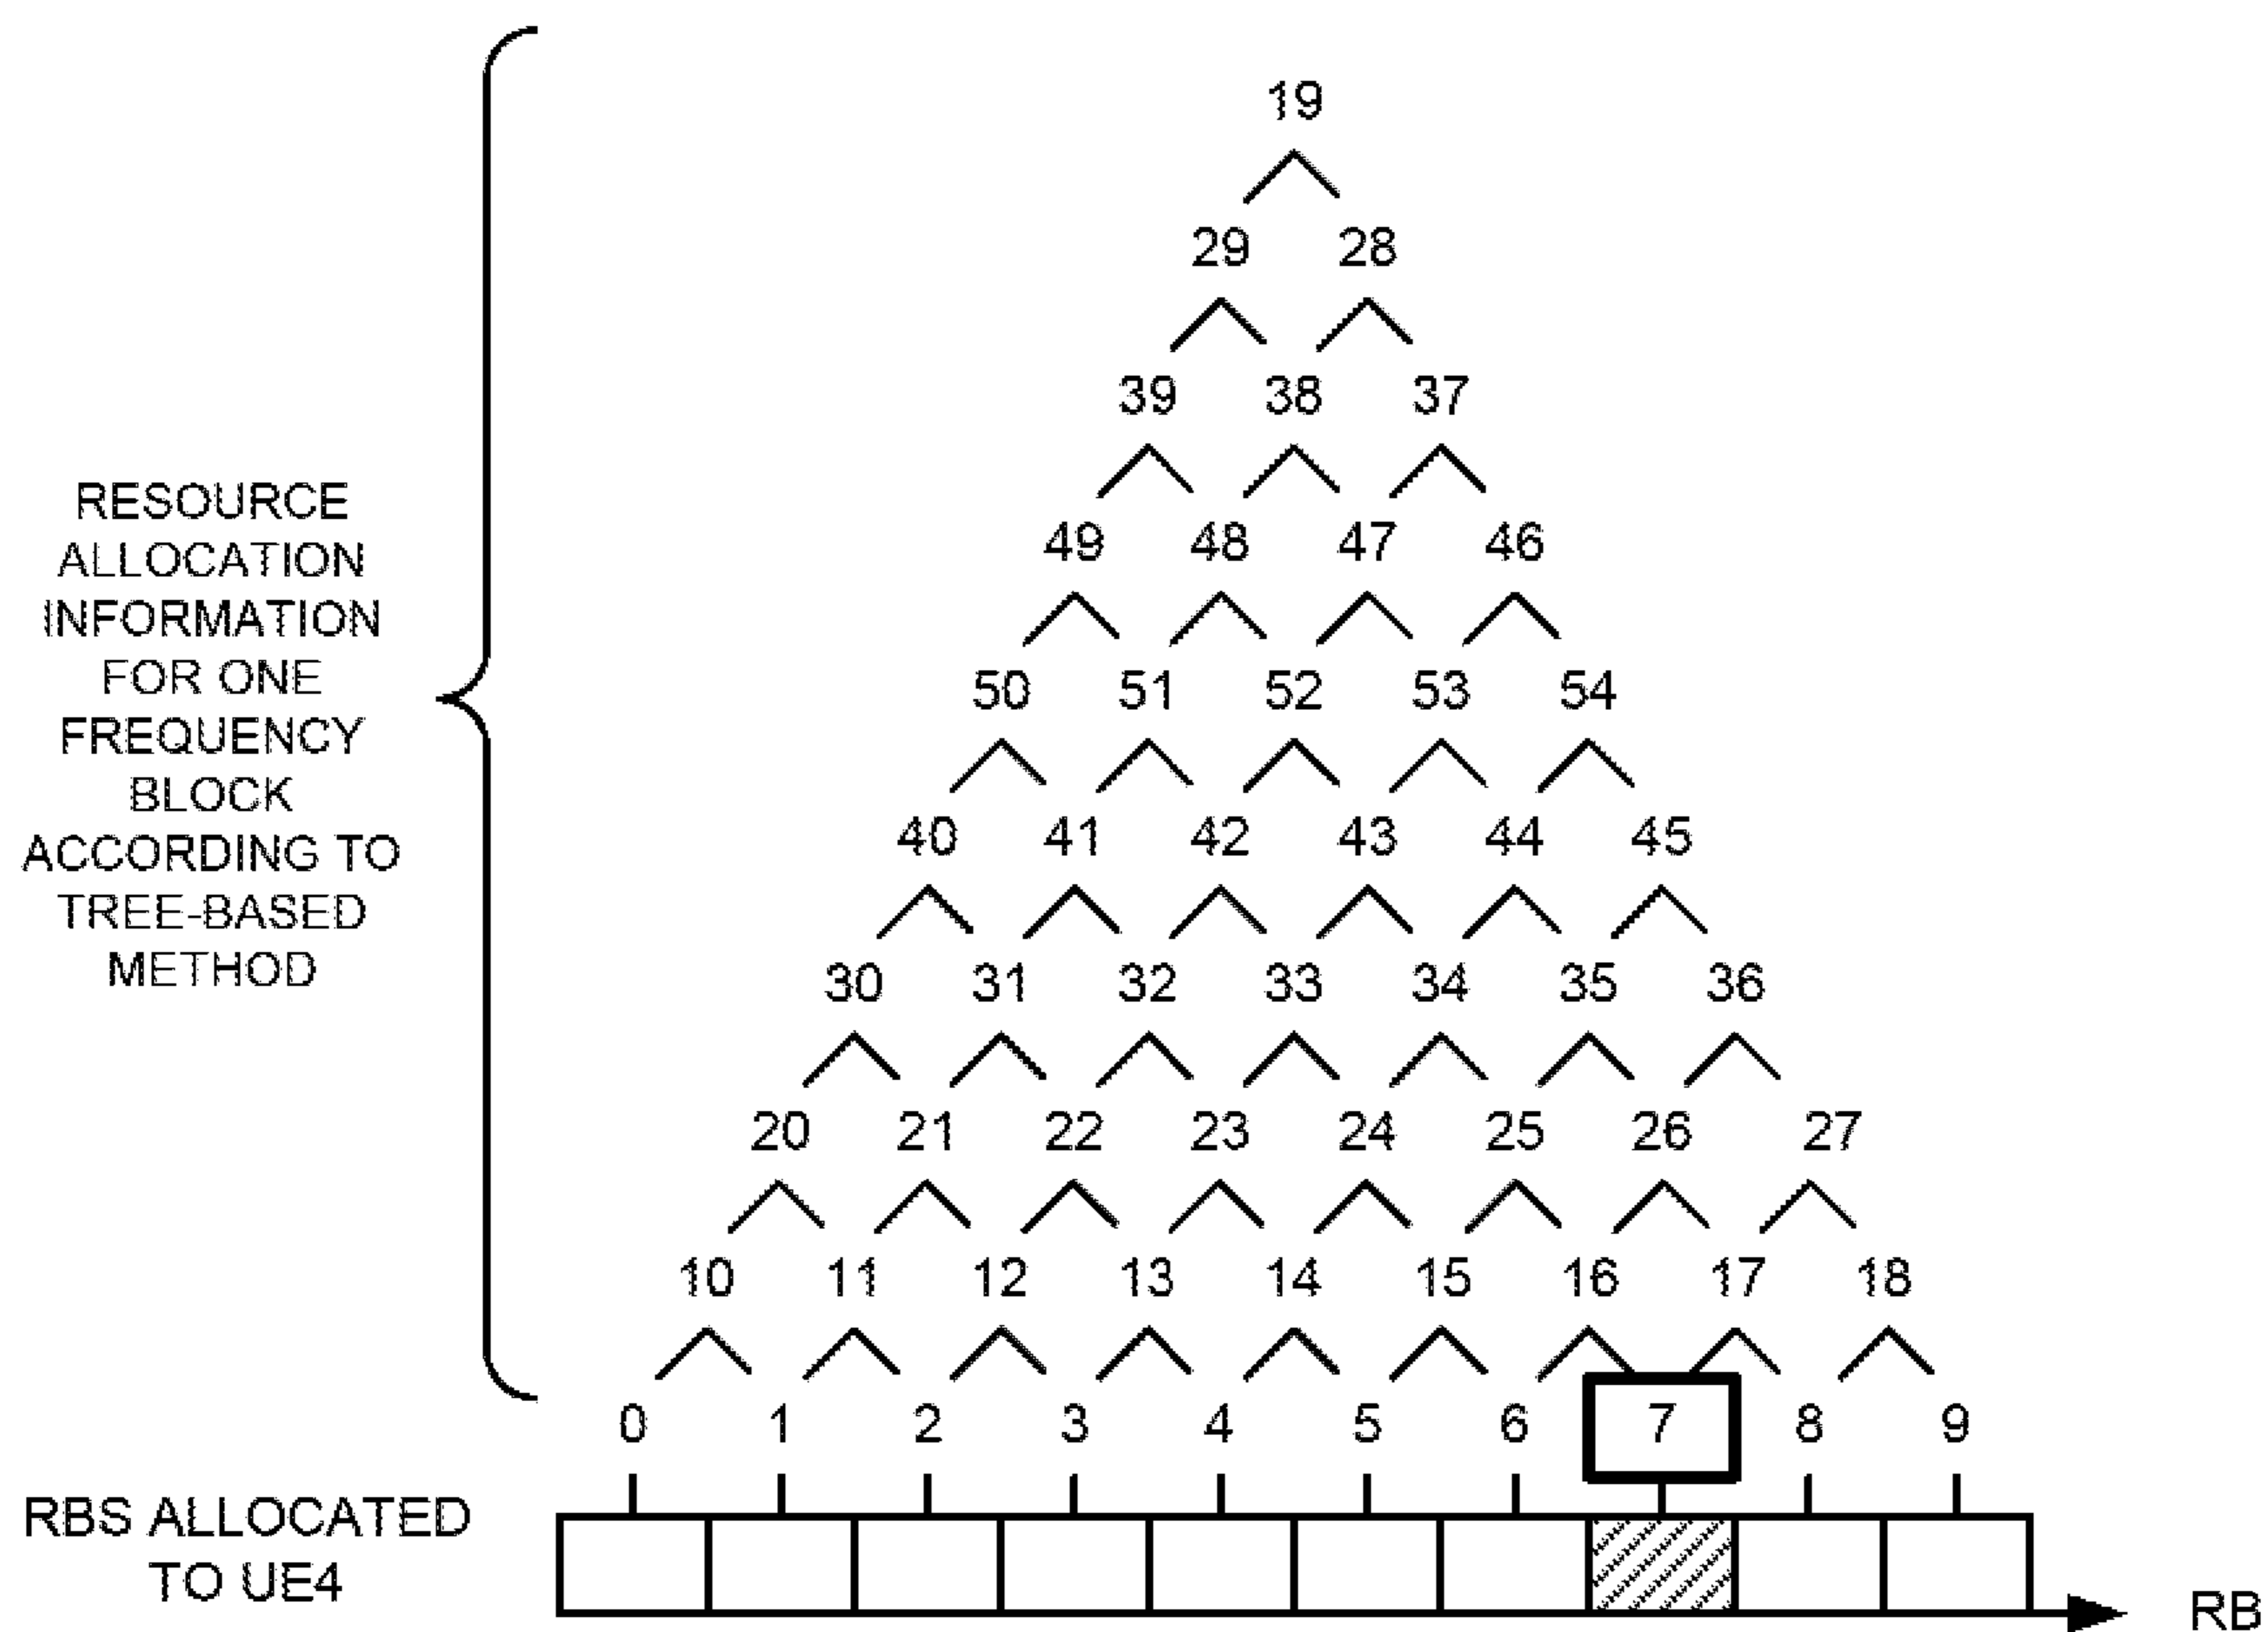 19
29 28
39 38 37
49 48 47 46
50 51 52 53 54
40 41 42 43 44 45
30 31 32 33 34 35 36
20 21 22 23 24 25 26 27
10 11 12 13 14 15 16 17 18
0 1 2 3 4 5 6 7 8 9
RESOURCE
ALLOCATION
INFORMATION
FOR ONE
FREQUENCY
BLOCK
ACCORDING TO
TREE-BASED
METHOD
RBS ALLOCATED
TO UE4
RB